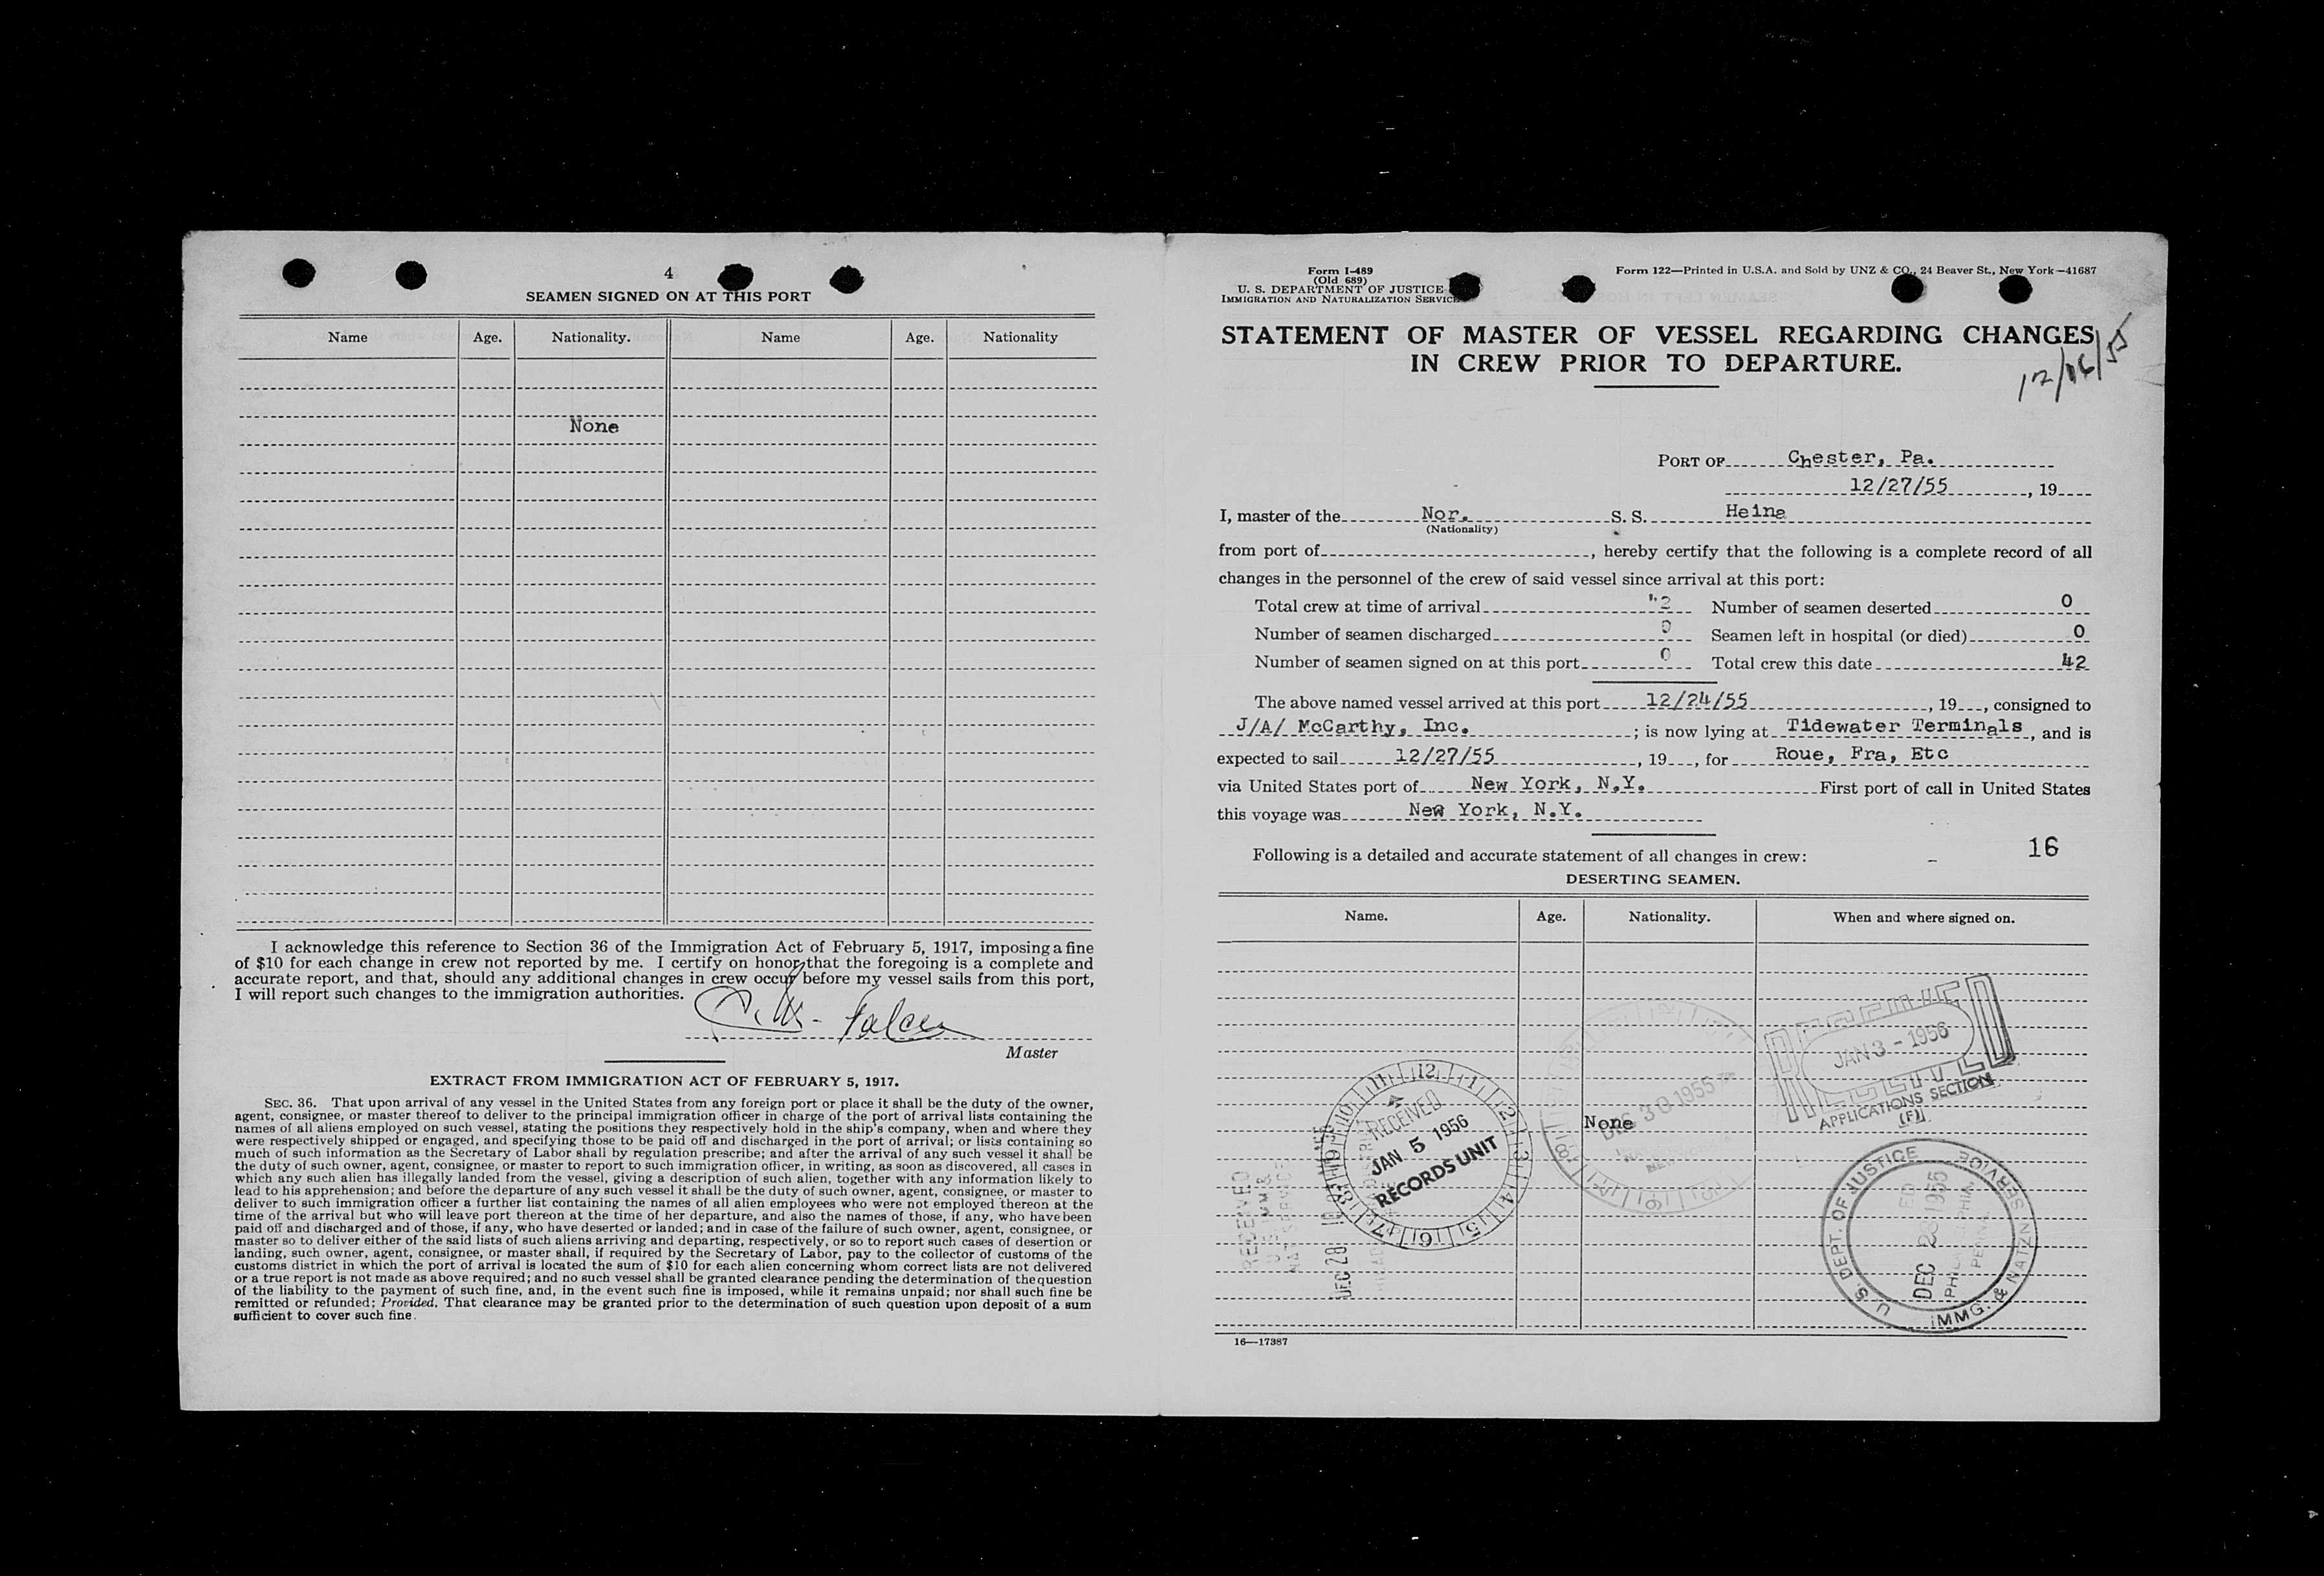 4
SEAMEN SIGNED ON AT THIS PORT
Name Age. Nationality. Name Age. Nationality
None
I acknowledge this reference to Section 36 of the Immigration Act of February 5, 1917, imposing a fine
of $10 for each change in crew not reported by me. I certify on honor that the foregoing is a complete and
accurate report, and that, should any additional changes in crew occur before my vessel sails from this port,
I will report such changes to the immigration authorities.
Master
EXTRACT FROM IMMIGRATION ACT OF FEBRUARY 5, 1917.
SEC. 36. That upon arrival of any vessel in the United States from any foreign port or place it shall be the duty of the owner,
agent, consignee, or master thereof to deliver to the principal immigration officer in charge of the port of arrival lists containing the
names of all aliens employed on such vessel, stating the positions they respectively hold in the ship's company, when and where they
were respectively shipped or engaged, and specifying those to be paid off and discharged in the port of arrival; or lists containing so
much of such information as the Secretary of Labor shall by regulation prescribe; and after the arrival of any such vessel it shall be
the duty of such owner, agent, consignee, or master to report to such immigration officer, in writing, as soon as discovered, all cases in
which any such alien has illegally landed from the vessel, giving a description of such alien, together with any information likely to
lead to his apprehension; and before the departure of any such vessel it shall be the duty of such owner, agent, consignee, or master to
deliver to such immigration officer a further list containing the names of all alien employees who were not employed thereon at the
time of the arrival but who will leave port thereon at the time of her departure, and also the names of those, if any, who have been
paid off and discharged and of those, if any, who have deserted or landed; and in case of the failure of such owner, agent, consignee, or
master so to deliver either of the said lists of such aliens arriving and departing, respectively, or so to report such cases of desertion or
landing, such owner, agent, consignee, or master shall, if required by the Secretary of Labor, pay to the collector of customs of the
customs district in which the port of arrival is located the sum of $10 for each alien concerning whom correct lists are not delivered
or a true report is not made as above required; and no such vessel shall be granted clearance pending the determination of the question
of the liability to the payment of such fine, and, in the event such fine is imposed, while it remains unpaid; nor shall such fine be
remitted or refunded; Provided, That clearance may be granted prior to the determination of such question upon deposit of a sum
sufficient to cover such fine.
Form I-489
(Old 689)
U. S. DEPARTMENT OF JUSTICE
IMMIGRATION AND NATURALIZATION SERVICE
Form 122—Printed in U.S.A. and Sold by UNZ & CO., 24 Beaver St., New York—41687
STATEMENT OF MASTER OF VESSEL REGARDING CHANGES
IN CREW PRIOR TO DEPARTURE.
12/16/55
PORT OF Chester, Pa.
12/27/55, 19
I, master of the Nor. S. S. Heina
(Nationality)
from port of , hereby certify that the following is a complete record of all
changes in the personnel of the crew of said vessel since arrival at this port:
Total crew at time of arrival 42 Number of seamen deserted 0
Number of seamen discharged 0 Seamen left in hospital (or died) 0
Number of seamen signed on at this port 0 Total crew this date 42
The above named vessel arrived at this port 12/24/55, 19, consigned to
J/A/ McCarthy, Inc. ; is now lying at Tidewater Terminals, and is
expected to sail 12/27/55, 19, for Roue, Fra, Etc
via United States port of New York, N.Y. First port of call in United States
this voyage was New York, N.Y.
16
Following is a detailed and accurate statement of all changes in crew:
DESERTING SEAMEN.
Name. Age. Nationality. When and where signed on.
RECEIVED
JAN 3 - 1956
APPLICATIONS SECTION
(F)
DEC 30 1955
None
RECEIVED
JAN 5 1956
RECORDS UNIT
RECEIVED
DEC 28
U. S. DEPT. OF JUSTICE
DEC 28 1955
IMMG. & NATZN SERVICE
16—17387